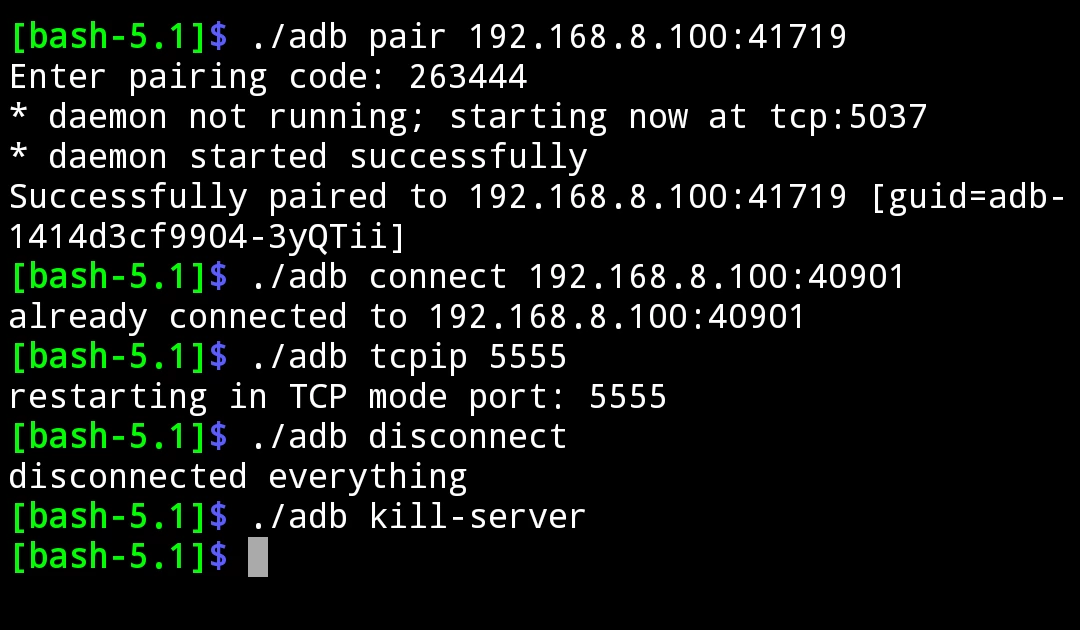 [bash-5.1]$ ./adb pair 192.168.8.100:41719
Enter pairing code: 263444
* daemon not running; starting now at tcp:5037
* daemon started successfully
Successfully paired to 192.168.8.100:41719 [guid=adb-
1414d3cf9904-3yQTii]
[bash-5.1]$ ./adb connect 192.168.8.100:40901
already connected to 192.168.8.100:40901
[bash-5.1]$ ./adb tcpip 5555
restarting in TCP mode port: 5555
[bash-5.1]$ ./adb disconnect
disconnected everything
[bash-5.1]$ ./adb kill-server
[bash-5.1]$